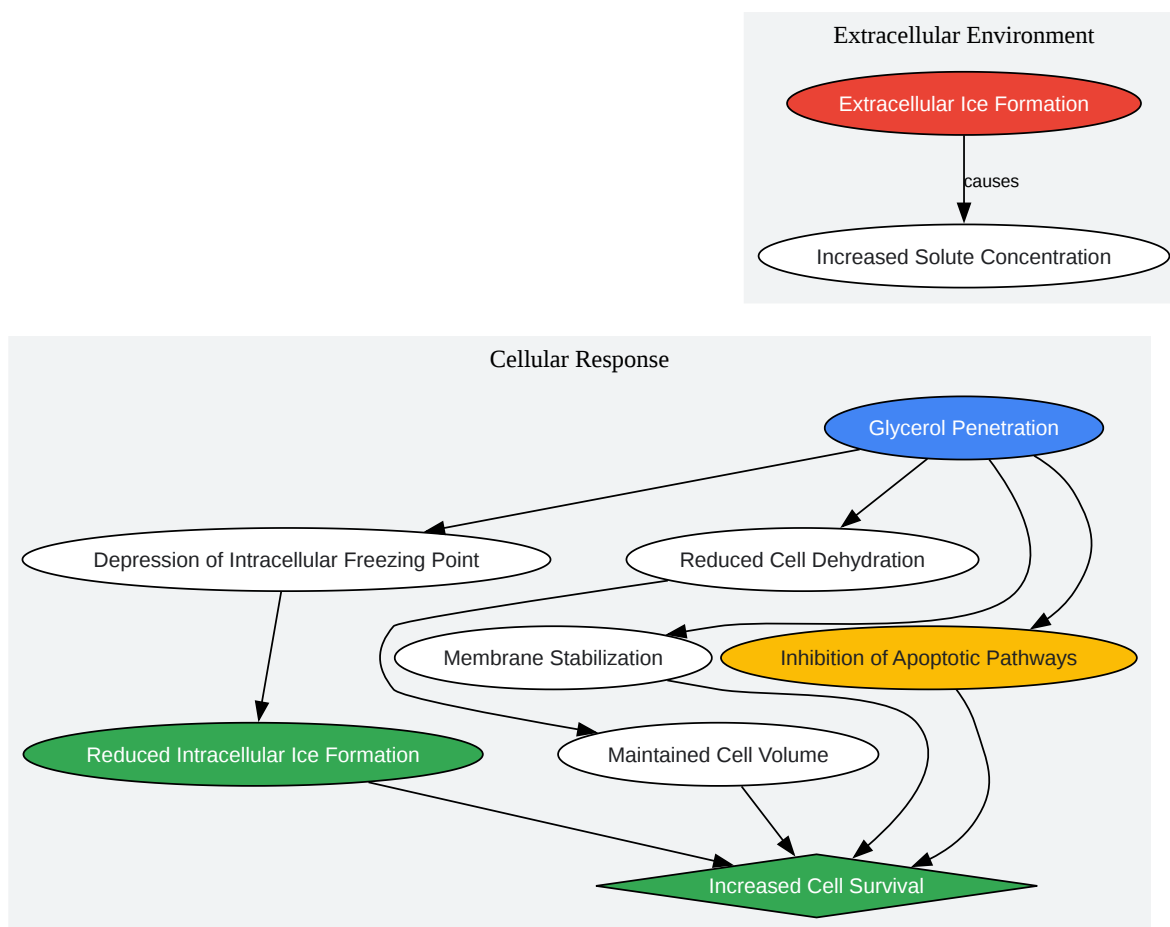 Extracellular Environment
Extracellular Ice Formation
causes
Increased Solute Concentration
Cellular Response
Glycerol Penetration
Depression of Intracellular Freezing Point
Reduced Cell Dehydration
Membrane Stabilization
Inhibition of Apoptotic Pathways
Reduced Intracellular Ice Formation
Maintained Cell Volume
Increased Cell Survival